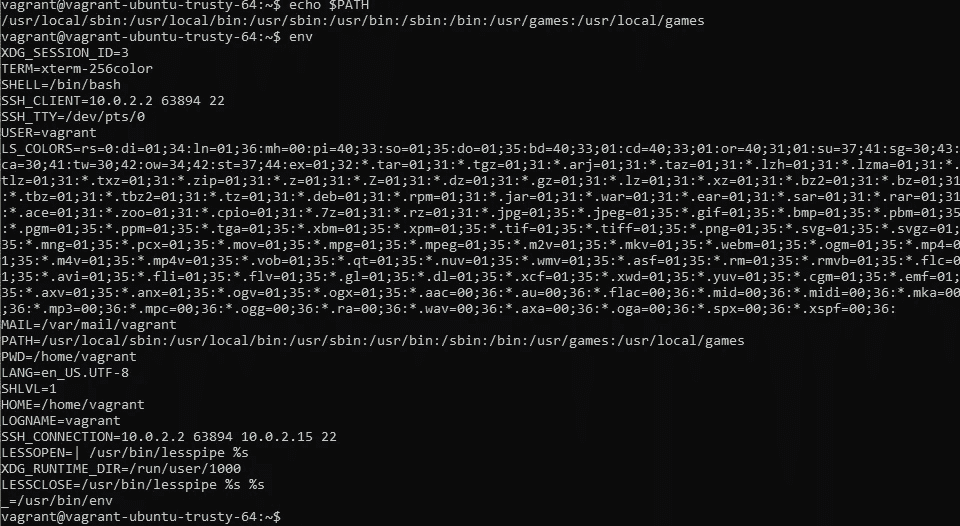 vagrant@vagrant-ubuntu-trusty-64:~$ echo $PATH
/usr/local/sbin:/usr/local/bin:/usr/sbin:/usr/bin:/sbin:/bin:/usr/games:/usr/local/games
vagrant@vagrant-ubuntu-trusty-64:~$ env
XDG_SESSION_ID=3
TERM=xterm-256color
SHELL=/bin/bash
SSH_CLIENT=10.0.2.2 63894 22
SSH_TTY=/dev/pts/0
USER=vagrant
LS_COLORS=rs=0:di=01;34:ln=01;36:mh=00:pi=40;33:so=01;35:do=01;35:bd=40;33;01:cd=40;33;01:or=40;31;01:su=37;41:sg=30;43:
ca=30;41:tw=30;42:ow=34;42:st=37;44:ex=01;32:*.tar=01;31:*.tgz=01;31:*.arj=01;31:*.taz=01;31:*.lzh=01;31:*.lzma=01;31:*.
tlz=01;31:*.txz=01;31:*.zip=01;31:*.z=01;31:*.Z=01;31:*.dz=01;31:*.gz=01;31:*.lz=01;31:*.xz=01;31:*.bz2=01;31:*.bz=01;31
:*.tbz=01;31:*.tbz2=01;31:*.tz=01;31:*.deb=01;31:*.rpm=01;31:*.jar=01;31:*.war=01;31:*.ear=01;31:*.sar=01;31:*.rar=01;31
:*.ace=01;31:*.zoo=01;31:*.cpio=01;31:*.7z=01;31:*.rz=01;31:*.jpg=01;35:*.jpeg=01;35:*.gif=01;35:*.bmp=01;35:*.pbm=01;35
:*.pgm=01;35:*.ppm=01;35:*.tga=01;35:*.xbm=01;35:*.xpm=01;35:*.tif=01;35:*.tiff=01;35:*.png=01;35:*.svg=01;35:*.svgz=01;
35:*.mng=01;35:*.pcx=01;35:*.mov=01;35:*.mpg=01;35:*.mpeg=01;35:*.m2v=01;35:*.mkv=01;35:*.webm=01;35:*.ogm=01;35:*.mp4=0
1;35:*.m4v=01;35:*.mp4v=01;35:*.vob=01;35:*.qt=01;35:*.nuv=01;35:*.wmv=01;35:*.asf=01;35:*.rm=01;35:*.rmvb=01;35:*.flc=0
1;35:*.avi=01;35:*.fli=01;35:*.flv=01;35:*.gl=01;35:*.dl=01;35:*.xcf=01;35:*.xwd=01;35:*.yuv=01;35:*.cgm=01;35:*.emf=01;
35:*.axv=01;35:*.anx=01;35:*.ogv=01;35:*.ogx=01;35:*.aac=00;36:*.au=00;36:*.flac=00;36:*.mid=00;36:*.midi=00;36:*.mka=00
;36:*.mp3=00;36:*.mpc=00;36:*.ogg=00;36:*.ra=00;36:*.wav=00;36:*.axa=00;36:*.oga=00;36:*.spx=00;36:*.xspf=00;36:
MAIL=/var/mail/vagrant
PATH=/usr/local/sbin:/usr/local/bin:/usr/sbin:/usr/bin:/sbin:/bin:/usr/games:/usr/local/games
PWD=/home/vagrant
LANG=en_US.UTF-8
SHLVL=1
HOME=/home/vagrant
LOGNAME=vagrant
SSH_CONNECTION=10.0.2.2 63894 10.0.2.15 22
LESSOPEN=| /usr/bin/lesspipe %s
XDG_RUNTIME_DIR=/run/user/1000
LESSCLOSE=/usr/bin/lesspipe %s %s
_=/usr/bin/env
vagrant@vagrant-ubuntu-trusty-64:~$